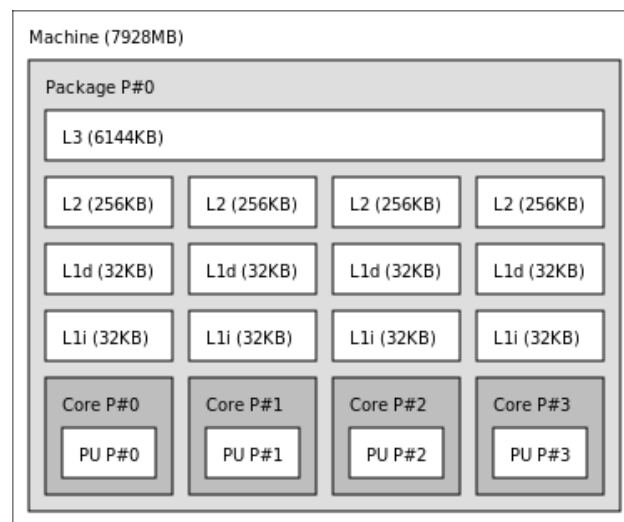 Machine (7928MB)
Package P#0
L3 (6144KB)
L2 (256KB) L2 (256KB) L2 (256KB) L2 (256KB)
L1d (32KB) L1d (32KB) L1d (32KB) L1d (32KB)
L1i (32KB) L1i (32KB) L1i (32KB) L1i (32KB)
Core P#0 Core P#1 Core P#2 Core P#3
PU P#0 PU P#1 PU P#2 PU P#3